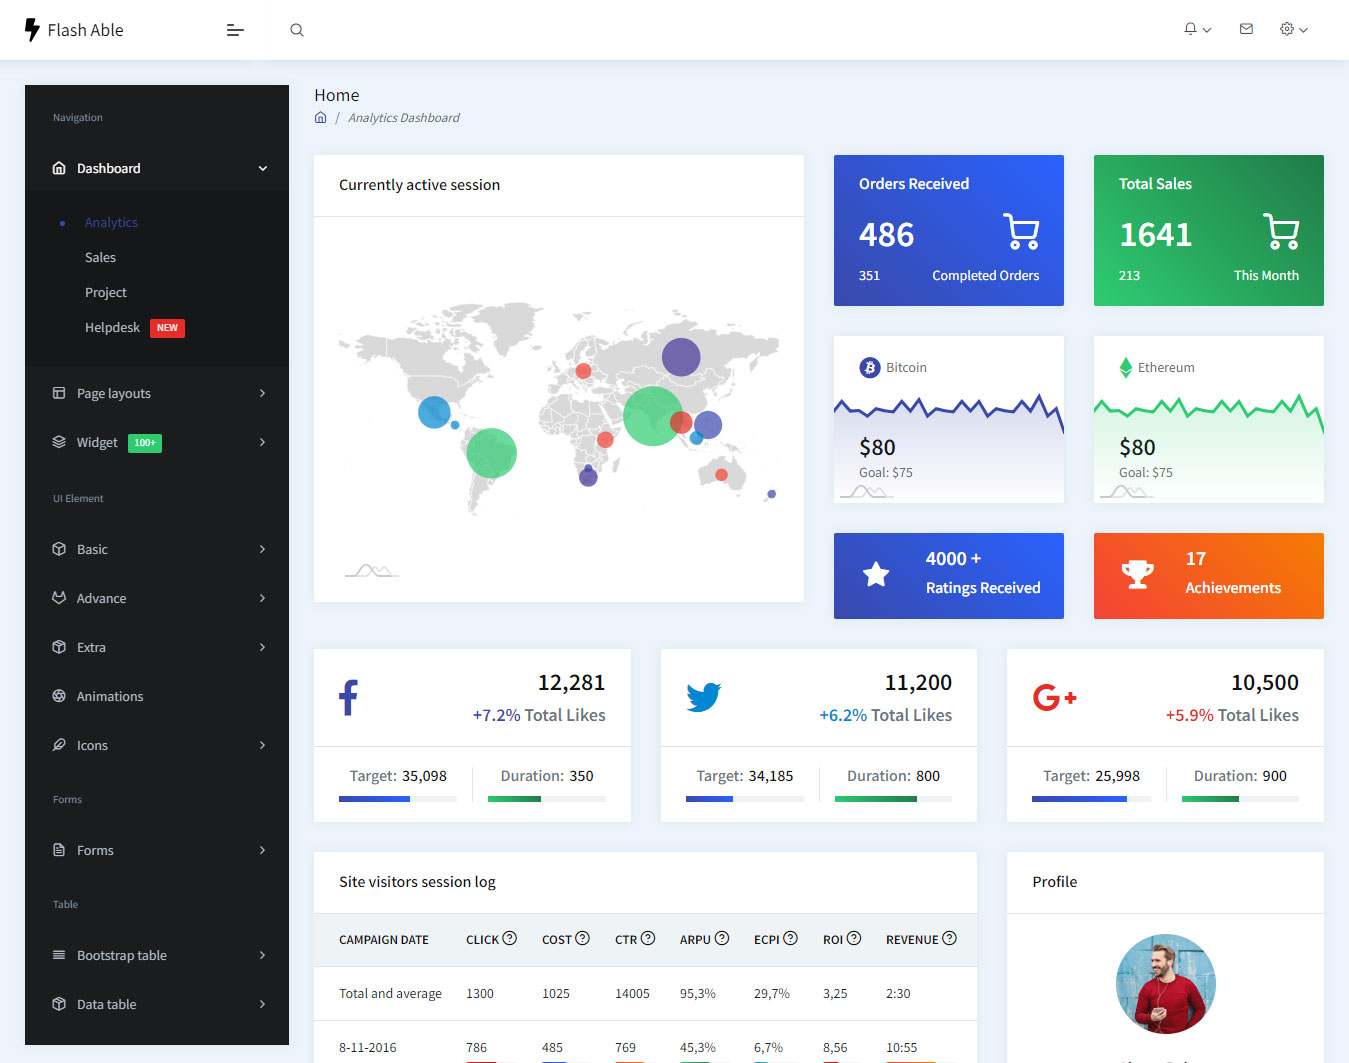 Flash Able
Navigation
Dashboard
Analytics
Sales
Project
Helpdesk NEW
Page layouts
Widget 100+
UI Element
Basic
Advance
Extra
Animations
Icons
Forms
Forms
Table
Bootstrap table
Data table
Home
/ Analytics Dashboard
Currently active session
Orders Received
486
351 Completed Orders
Total Sales
1641
213 This Month
Bitcoin
$80
Goal: $75
Ethereum
$80
Goal: $75
4000 +
Ratings Received
17
Achievements
12,281
+7.2% Total Likes
Target: 35,098 Duration: 350
11,200
+6.2% Total Likes
Target: 34,185 Duration: 800
G+ 10,500
+5.9% Total Likes
Target: 25,998 Duration: 900
Site visitors session log
CAMPAIGN DATE CLICK COST CTR ARPU ECPI ROI REVENUE
Total and average 1300 1025 14005 95,3% 29,7% 3,25 2:30
8-11-2016 786 485 769 45,3% 6,7% 8,56 10:55
Profile